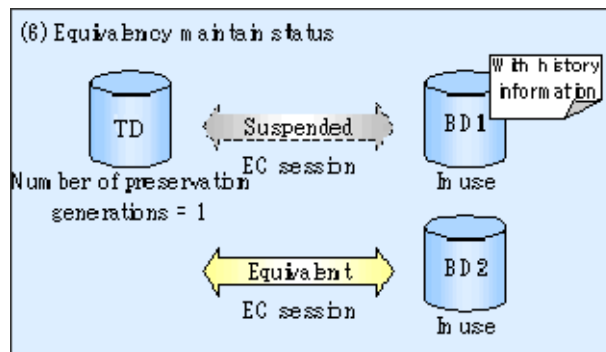 (6) Equivalency maintain status
With history
information
TD
Suspended
BD1
EC session
Number of preservation
generations = 1
In use
Equivalent
BD2
EC session
In use